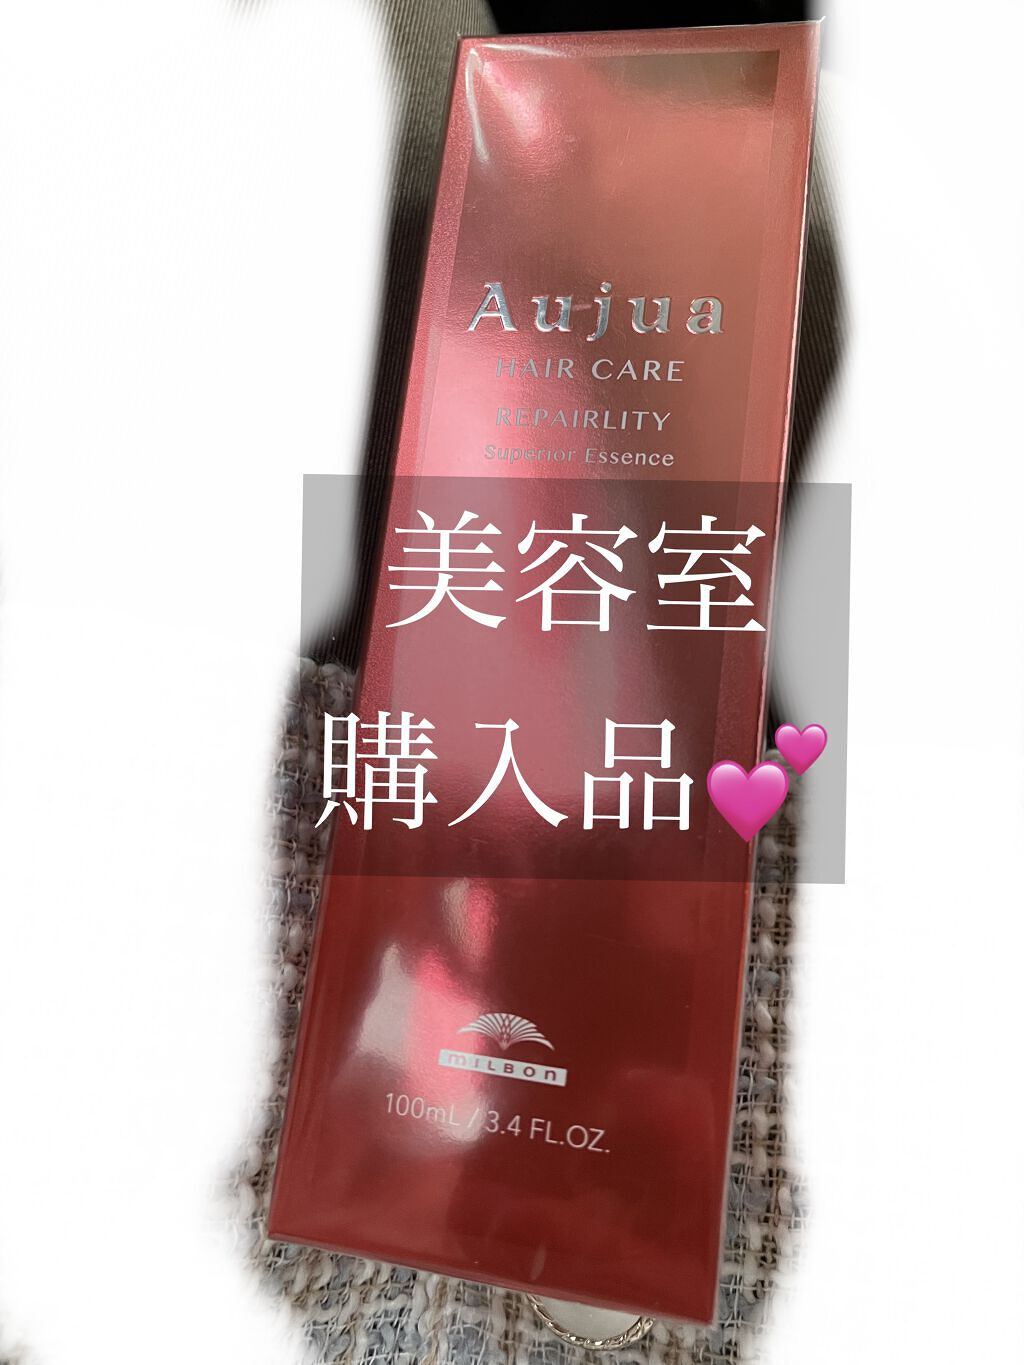 Aujua
HAIR CARE
REPAIRLITY
Superior Essence
美容室
購入品💕
milbon
100mL / 3.4 FL.OZ.